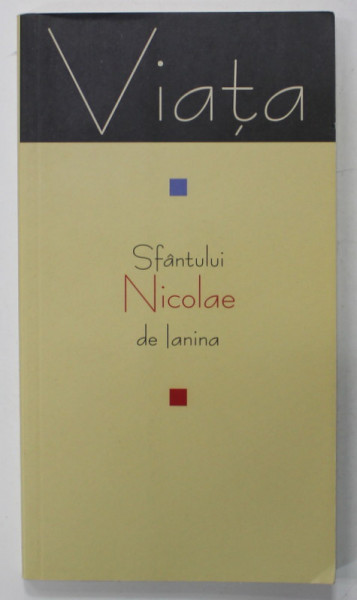 Viața
Sfântului
Nicolae
de Ianina